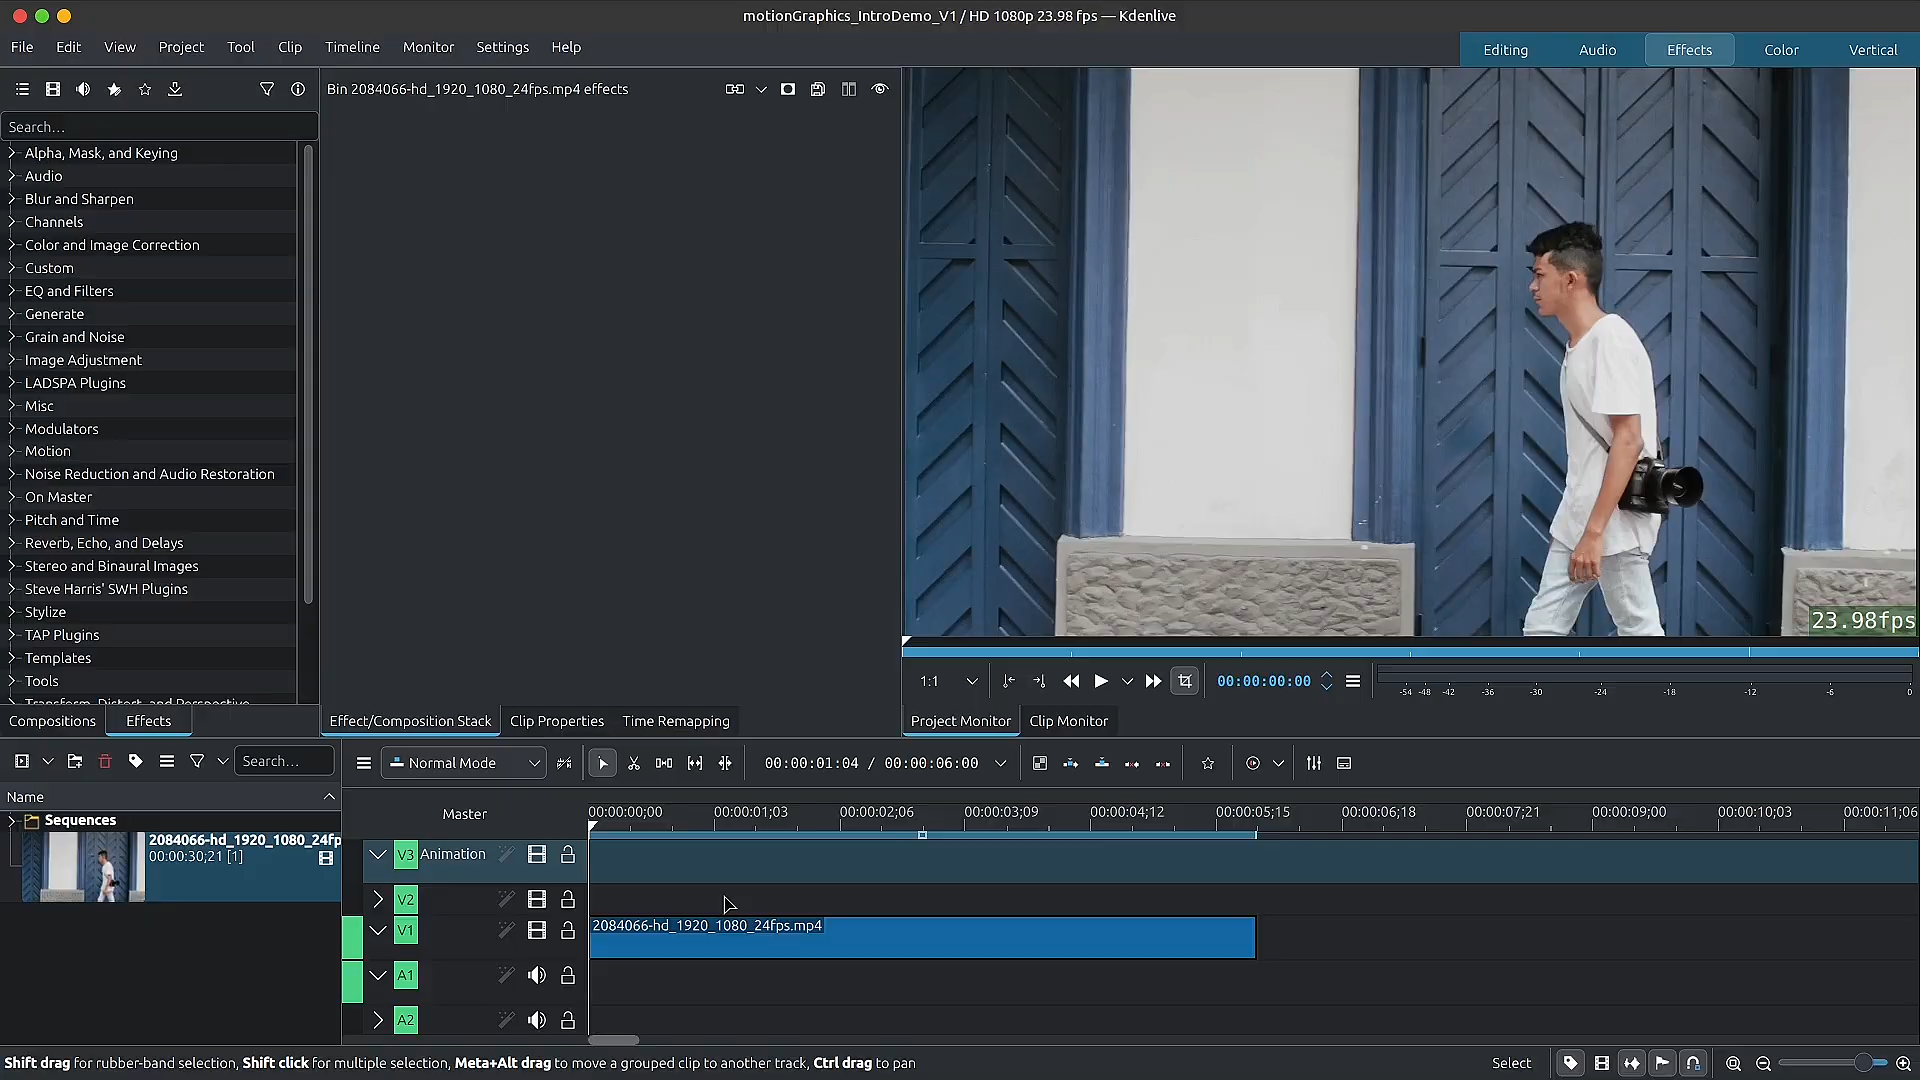 motionGraphics_IntroDemo_V1 / HD 1080p 23.98 fps — Kdenlive
File Edit View Project Tool Clip Timeline Monitor Settings Help
Editing Audio Effects Color Vertical
Bin 2084066-hd_1920_1080_24fps.mp4 effects
Search...
Alpha, Mask, and Keying
Audio
Blur and Sharpen
Channels
Color and Image Correction
Custom
EQ and Filters
Generate
Grain and Noise
Image Adjustment
LADSPA Plugins
Misc
Modulators
Motion
Noise Reduction and Audio Restoration
On Master
Pitch and Time
Reverb, Echo, and Delays
Stereo and Binaural Images
Steve Harris' SWH Plugins
Stylize
TAP Plugins
Templates
Tools
Transform, Distort, and Perspective
23.98fps
1:1 00:00:00:00 -54 -48 -42 -36 -30 -24 -18 -12 -6 0
Compositions Effects
Effect/Composition Stack Clip Properties Time Remapping
Project Monitor Clip Monitor
Search...
Normal Mode
00:00:01:04 / 00:00:06:00
Name
Sequences
2084066-hd_1920_1080_24fp
00:00:30;21 [1]
Master
00:00:00;00 00:00:01;03 00:00:02;06 00:00:03;09 00:00:04;12 00:00:05;15 00:00:06;18 00:00:07;21 00:00:09;00 00:00:10;03 00:00:11;06
V3 Animation
V2
V1
2084066-hd_1920_1080_24fps.mp4
A1
A2
Shift drag for rubber-band selection, Shift click for multiple selection, Meta+Alt drag to move a grouped clip to another track, Ctrl drag to pan
Select